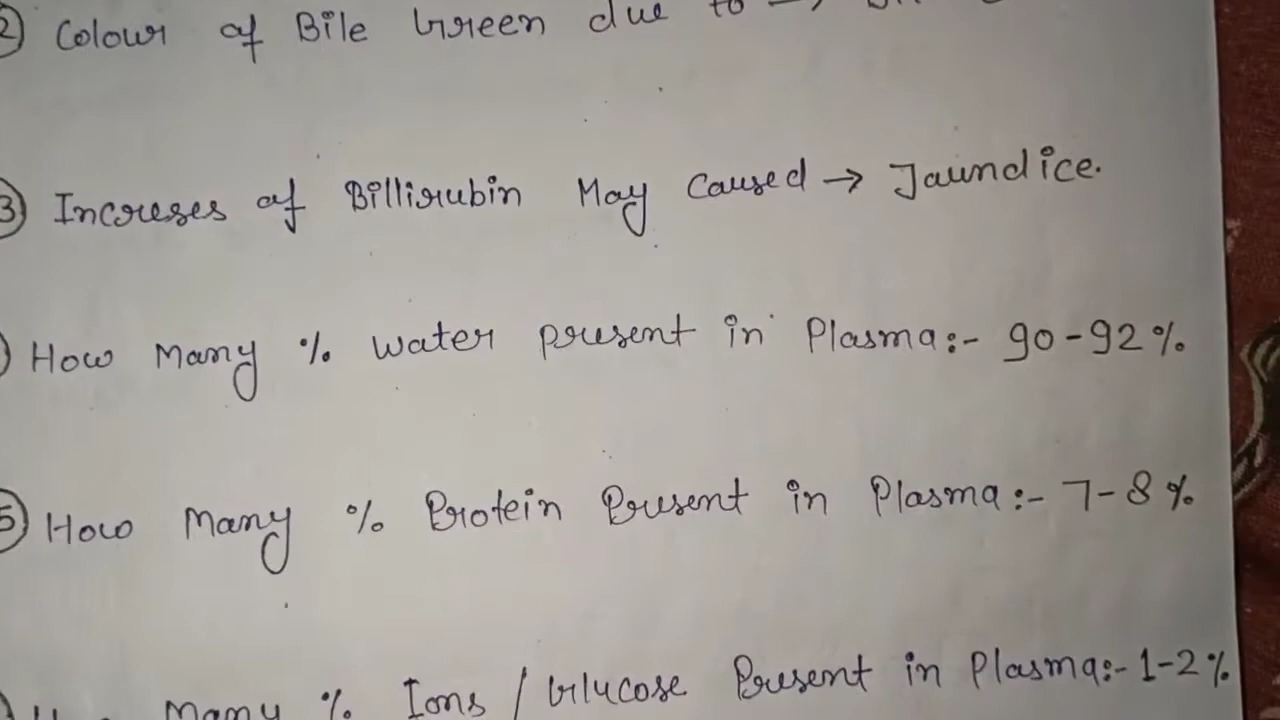 2 Colour of Bile Green due to →
3 Increses of Billirubin May Caused → Jaundice.
How Many % water present in Plasma:- 90-92%
5 How Many % Protein Present in Plasma:- 7-8%
Many % Ions / Glucose Present in Plasma:- 1-2%